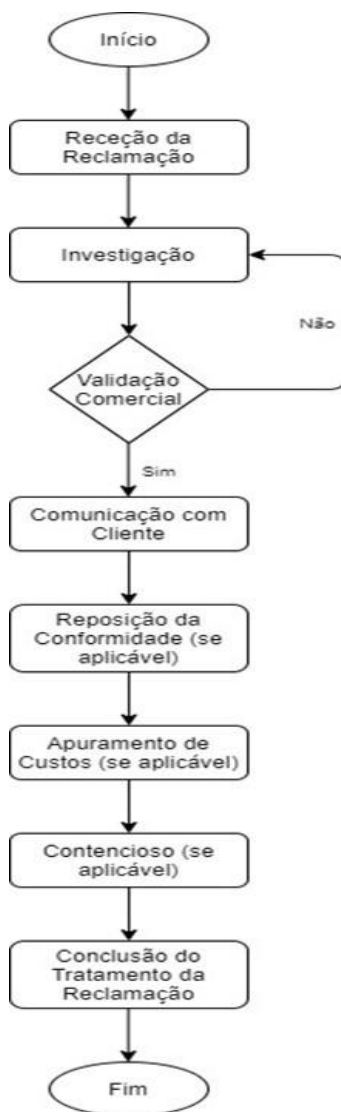 Início
Receção da
Reclamação
Investigação
Não
Validação
Comercial
Sim
Comunicação com
Cliente
Reposição da
Conformidade (se
aplicável)
Apuramento de
Custos (se aplicável)
Contencioso (se
aplicável)
Conclusão do
Tratamento da
Reclamação
Fim